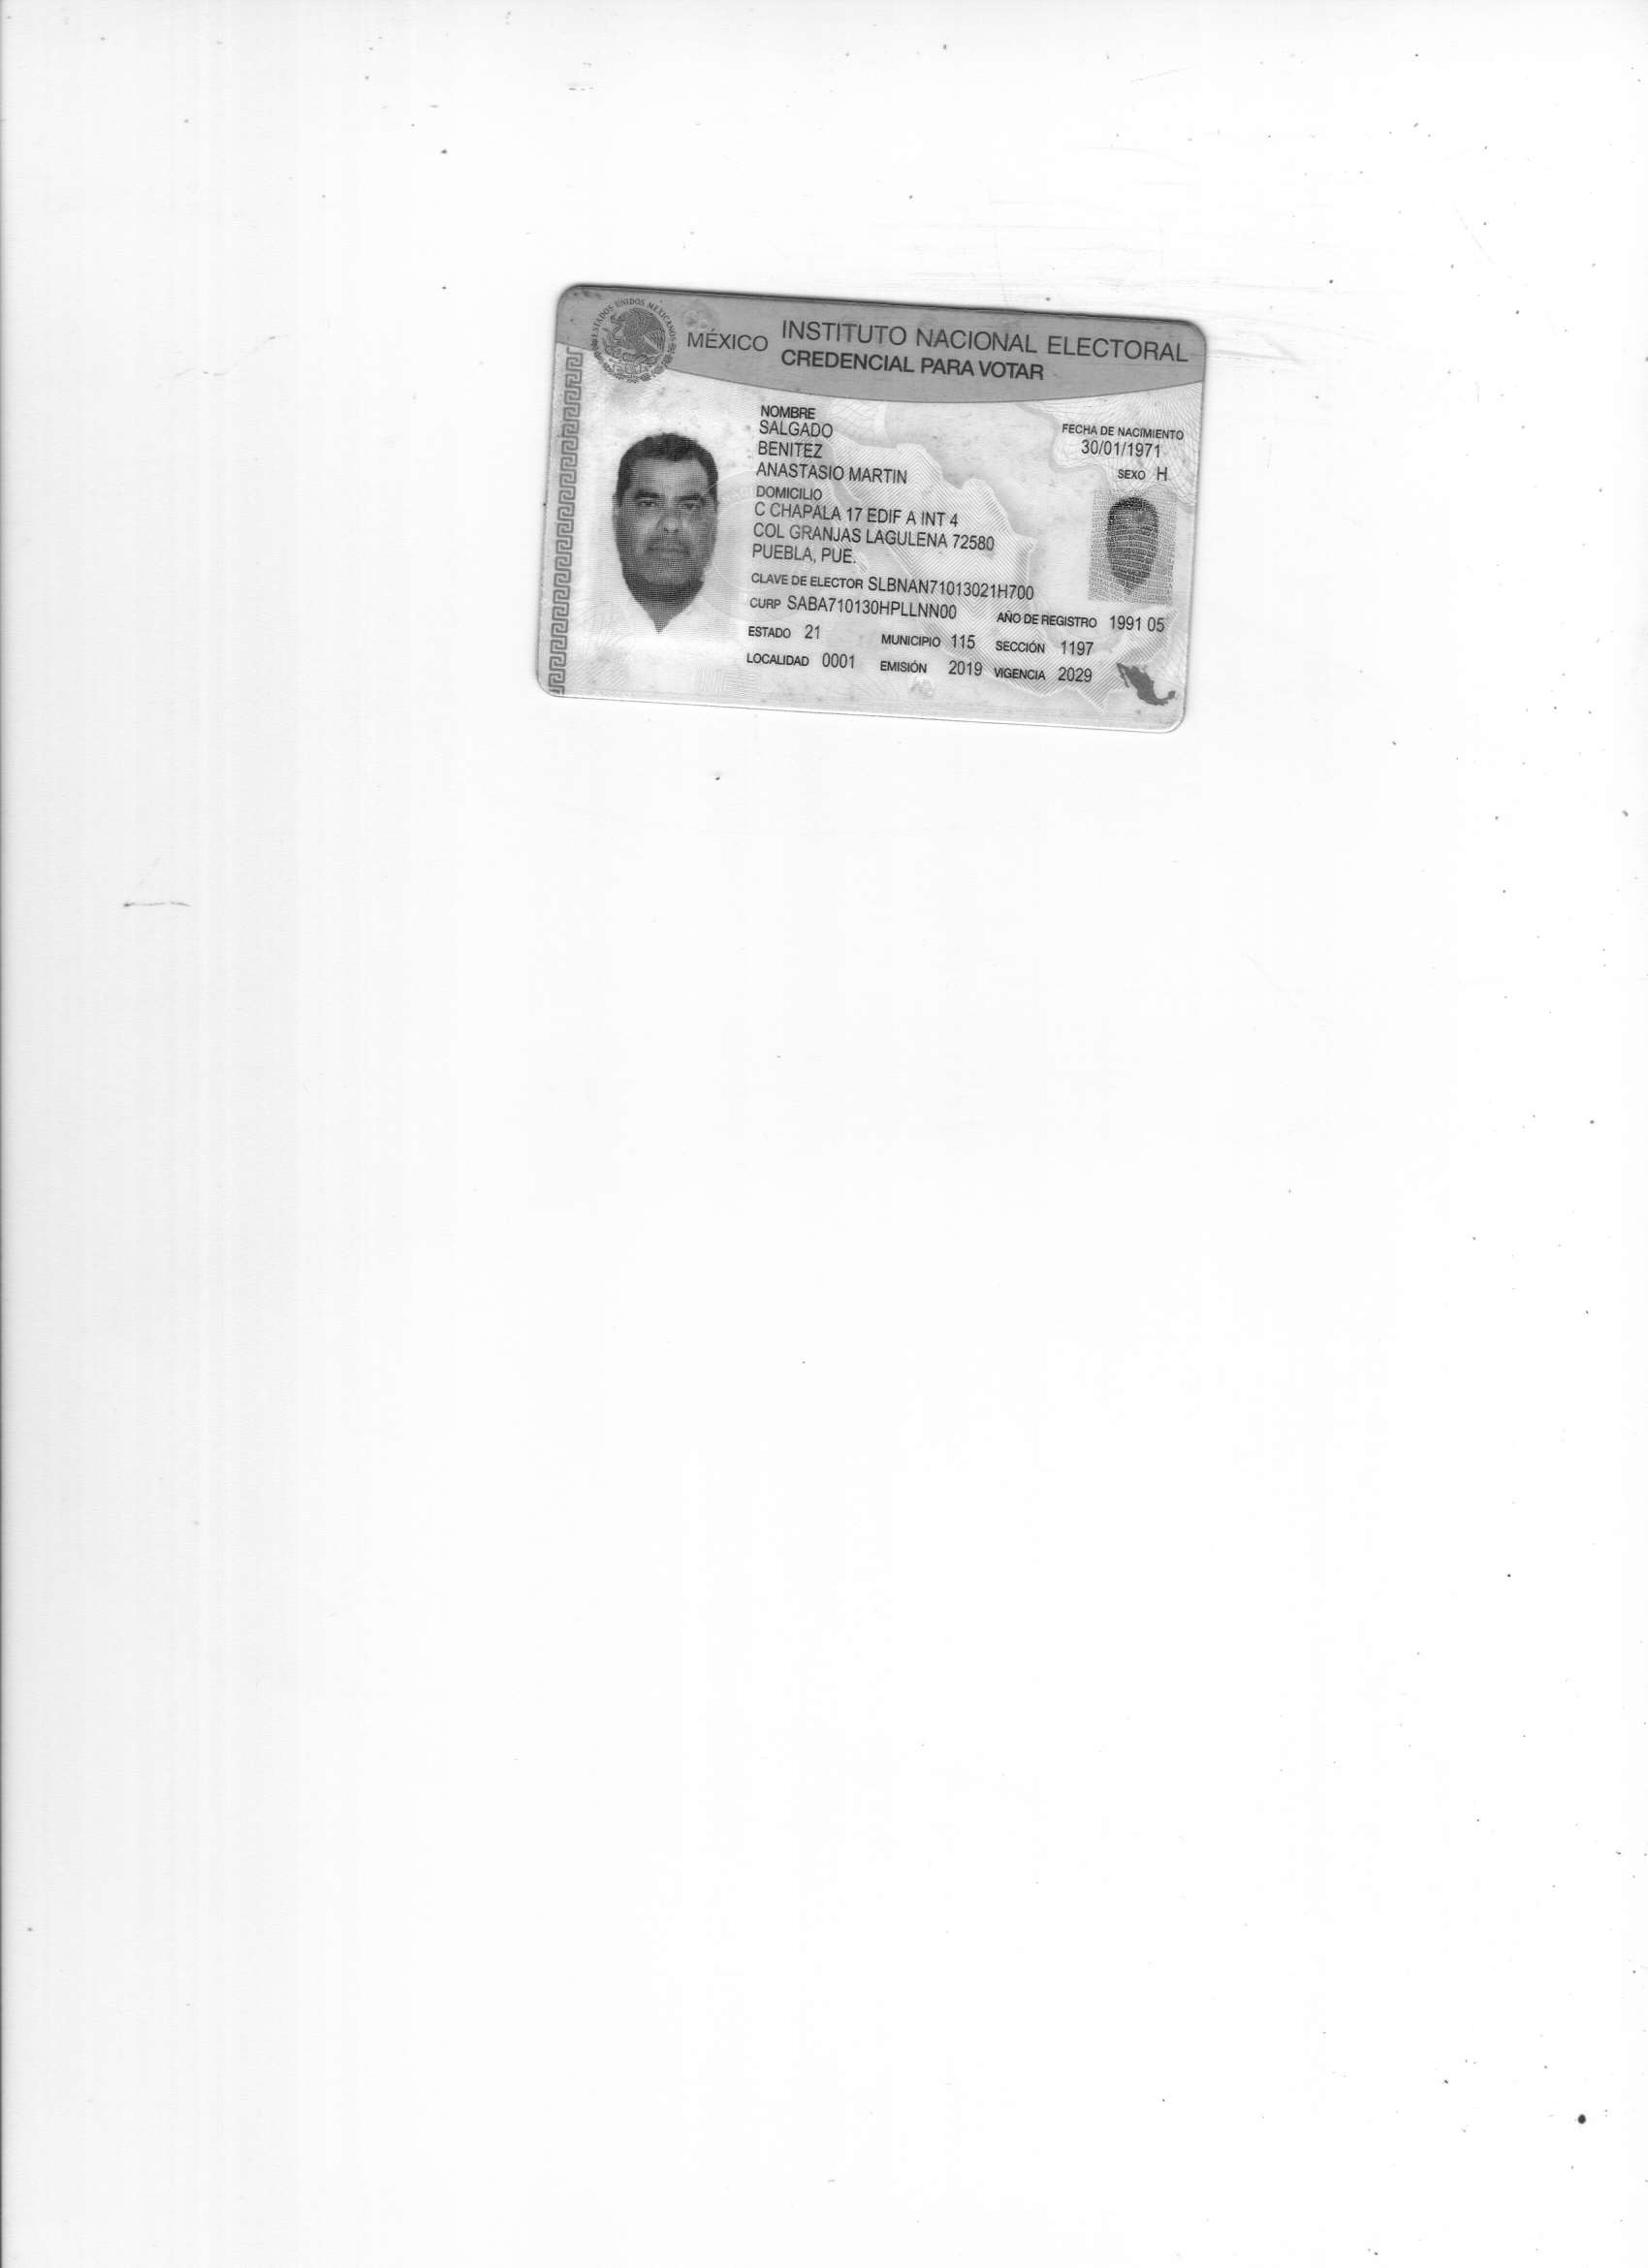 ESTADOS UNIDOS MEXICANOS
MÉXICO INSTITUTO NACIONAL ELECTORAL
CREDENCIAL PARA VOTAR
NOMBRE
SALGADO
BENITEZ
ANASTASIO MARTIN
FECHA DE NACIMIENTO
30/01/1971
SEXO H
DOMICILIO
C CHAPALA 17 EDIF A INT 4
COL GRANJAS LAGULENA 72580
PUEBLA, PUE.
CLAVE DE ELECTOR SLBNAN71013021H700
CURP SABA710130HPLLNN00 AÑO DE REGISTRO 1991 05
ESTADO 21 MUNICIPIO 115 SECCIÓN 1197
LOCALIDAD 0001 EMISIÓN 2019 VIGENCIA 2029